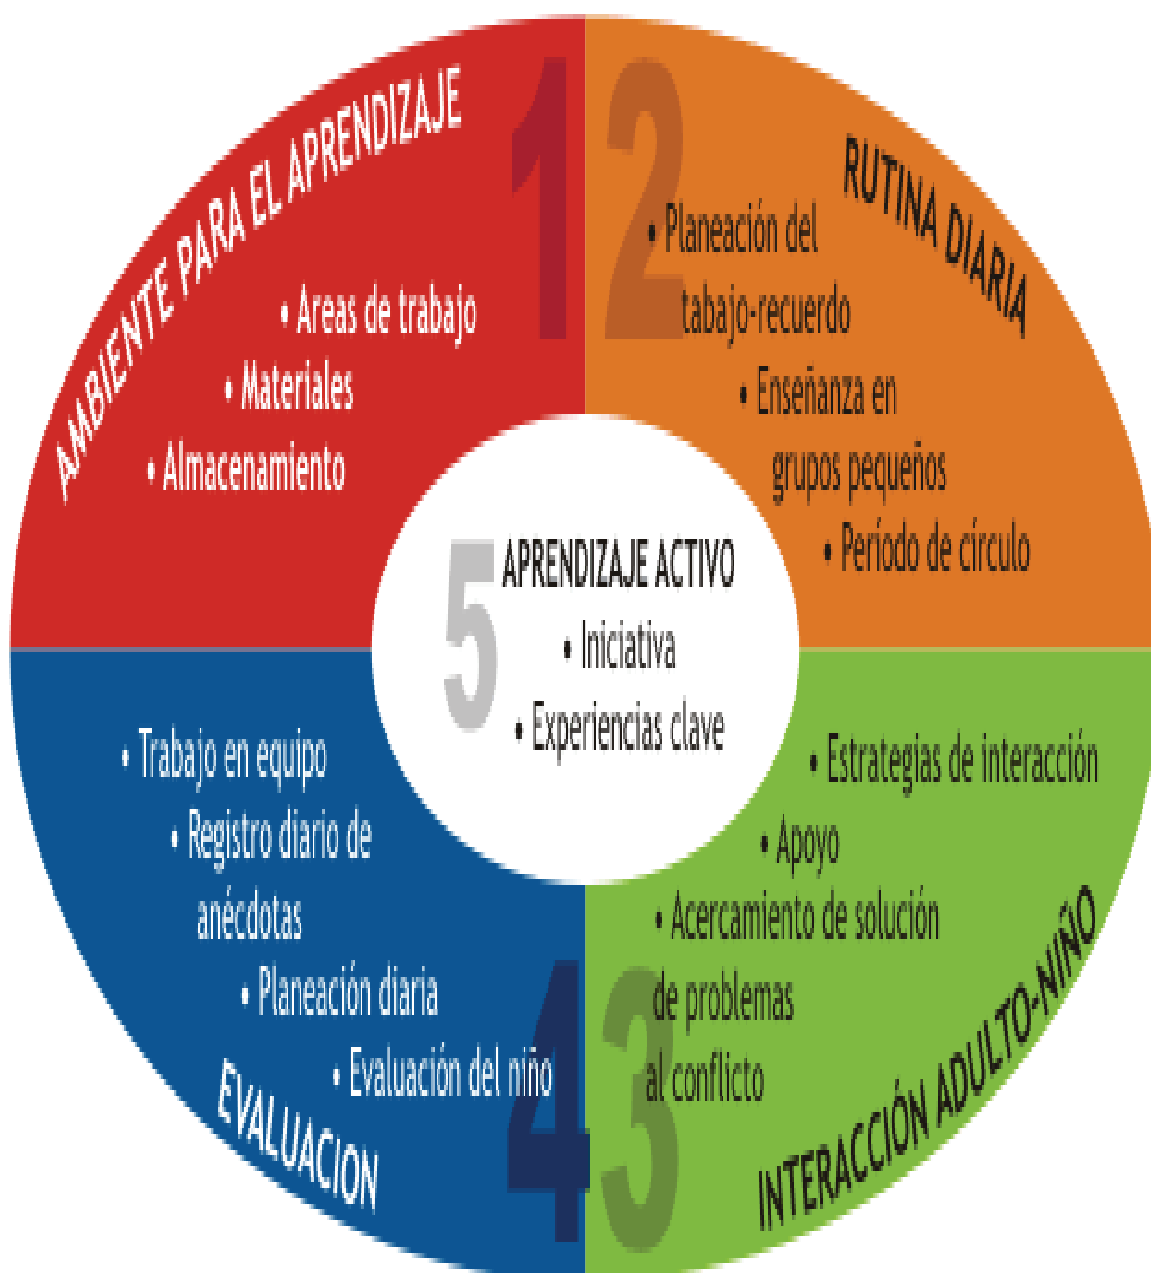 1
AMBIENTE PARA EL APRENDIZAJE
• Areas de trabajo
• Materiales
• Almacenamiento
2
RUTINA DIARIA
• Planeación del
tabajo-recuerdo
• Enseñanza en
grupos pequeños
• Período de círculo
5
APRENDIZAJE ACTIVO
• Iniciativa
• Experiencias clave
• Estrategias de interacción
• Apoyo
• Acercamiento de solución
de problemas
al conflicto
3
INTERACCIÓN ADULTO-NIÑO
• Trabajo en equipo
• Registro diario de
anécdotas
• Planeación diaria
• Evaluación del niño
4
EVALUACION